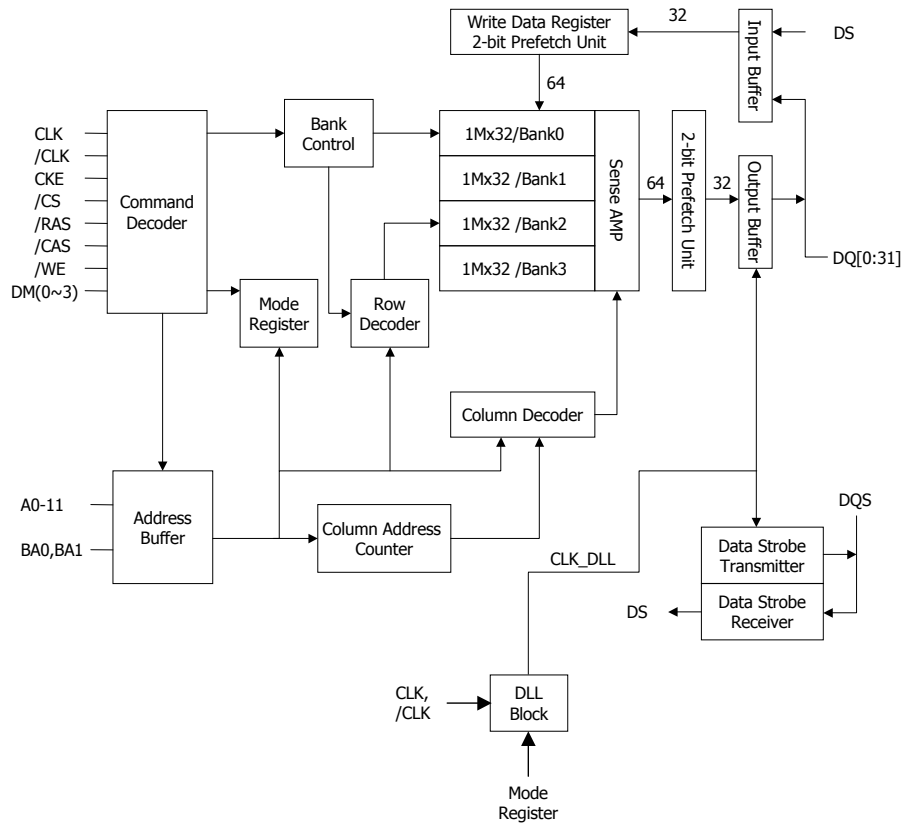 Write Data Register
2-bit Prefetch Unit
32
Input Buffer
DS
64
CLK
/CLK
CKE
/CS
/RAS
/CAS
/WE
DM(0~3)
Command
Decoder
Bank
Control
1Mx32/Bank0
1Mx32 /Bank1
1Mx32 /Bank2
1Mx32 /Bank3
Sense AMP
64
2-bit Prefetch Unit
32
Output Buffer
DQ[0:31]
Mode
Register
Row
Decoder
Column Decoder
A0-11
BA0,BA1
Address
Buffer
Column Address
Counter
CLK_DLL
DQS
Data Strobe
Transmitter
Data Strobe
Receiver
DS
CLK,
/CLK
DLL
Block
Mode
Register